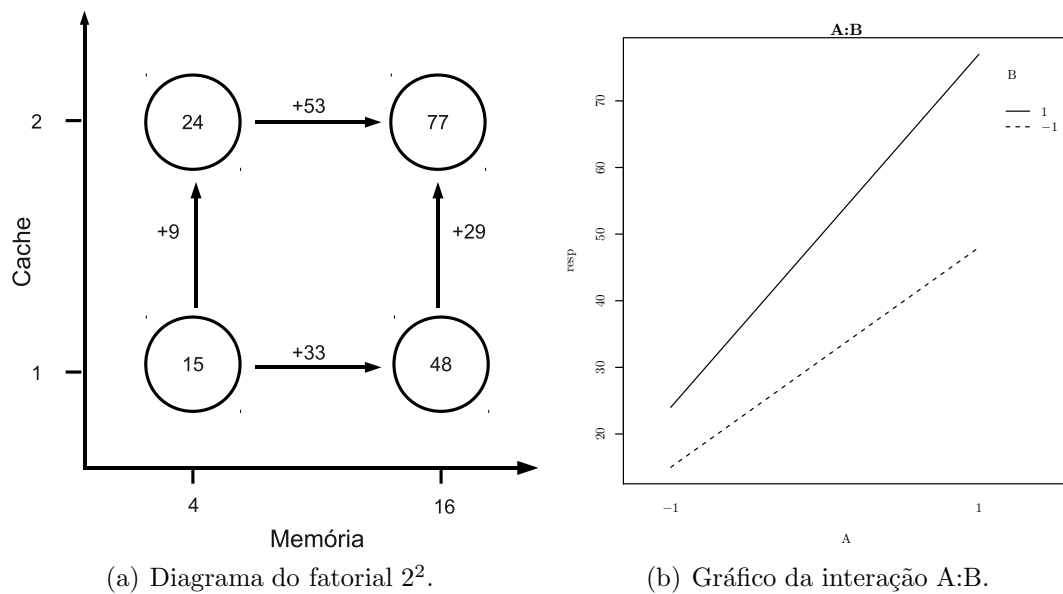 2
Cache
1
24
+53
77
+9
+29
15
+33
48
4
16
Memória
(a) Diagrama do fatorial 2².
A:B
B
1
−1
70
60
50
40
30
20
resp
−1
1
A
(b) Gráfico da interação A:B.